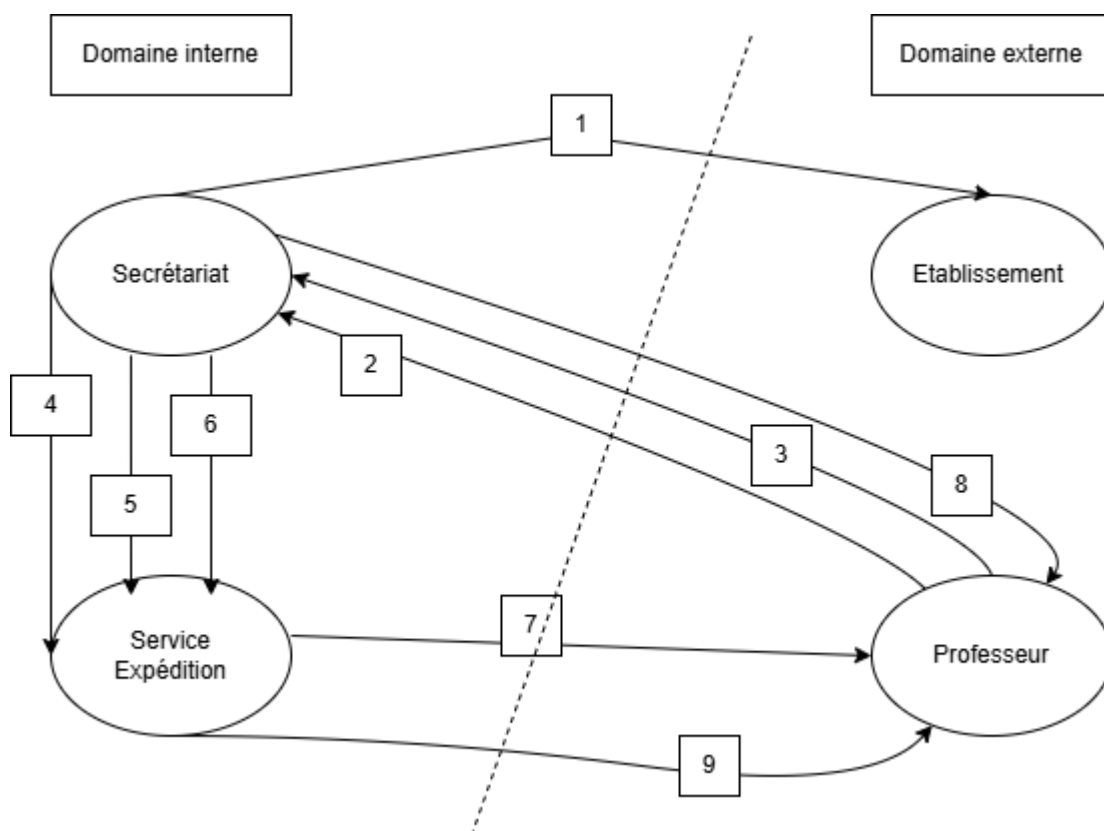 Domaine interne
Domaine externe
1
Secrétariat
Etablissement
2
3
4
5
6
8
7
Service
Expédition
Professeur
9